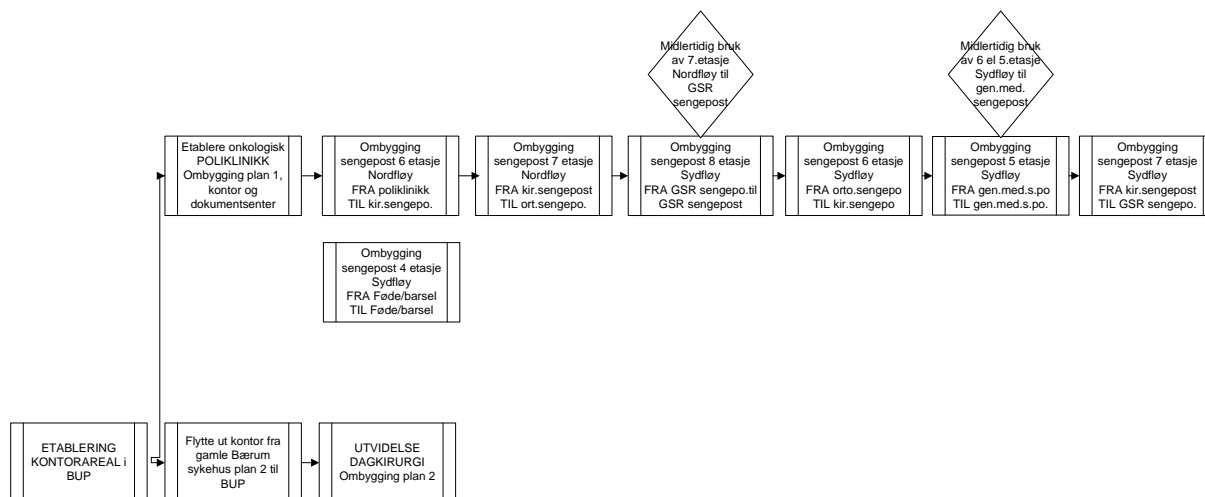 Midlertidig bruk
av 7.etasje
Nordfløy til
GSR
sengepost
Midlertidig bruk
av 6 el 5.etasje
Sydfløy til
gen.med.
sengepost
Etablere onkologisk
POLIKLINIKK
Ombygging plan 1,
kontor og
dokumentsenter
Ombygging
sengepost 6 etasje
Nordfløy
FRA poliklinikk
TIL kir.sengepo.
Ombygging
sengepost 7 etasje
Nordfløy
FRA kir.sengepost
TIL ort.sengepo.
Ombygging
sengepost 8 etasje
Sydfløy
FRA GSR sengepo.til
GSR sengepost
Ombygging
sengepost 6 etasje
Sydfløy
FRA orto.sengepo
TIL kir.sengepo
Ombygging
sengepost 5 etasje
Sydfløy
FRA gen.med.s.po
TIL gen.med.s.po.
Ombygging
sengepost 7 etasje
Sydfløy
FRA kir.sengepost
TIL GSR sengepo.
Ombygging
sengepost 4 etasje
Sydfløy
FRA Føde/barsel
TIL Føde/barsel
ETABLERING
KONTORAREAL i
BUP
Flytte ut kontor fra
gamle Bærum
sykehus plan 2 til
BUP
UTVIDELSE
DAGKIRURGI
Ombygging plan 2